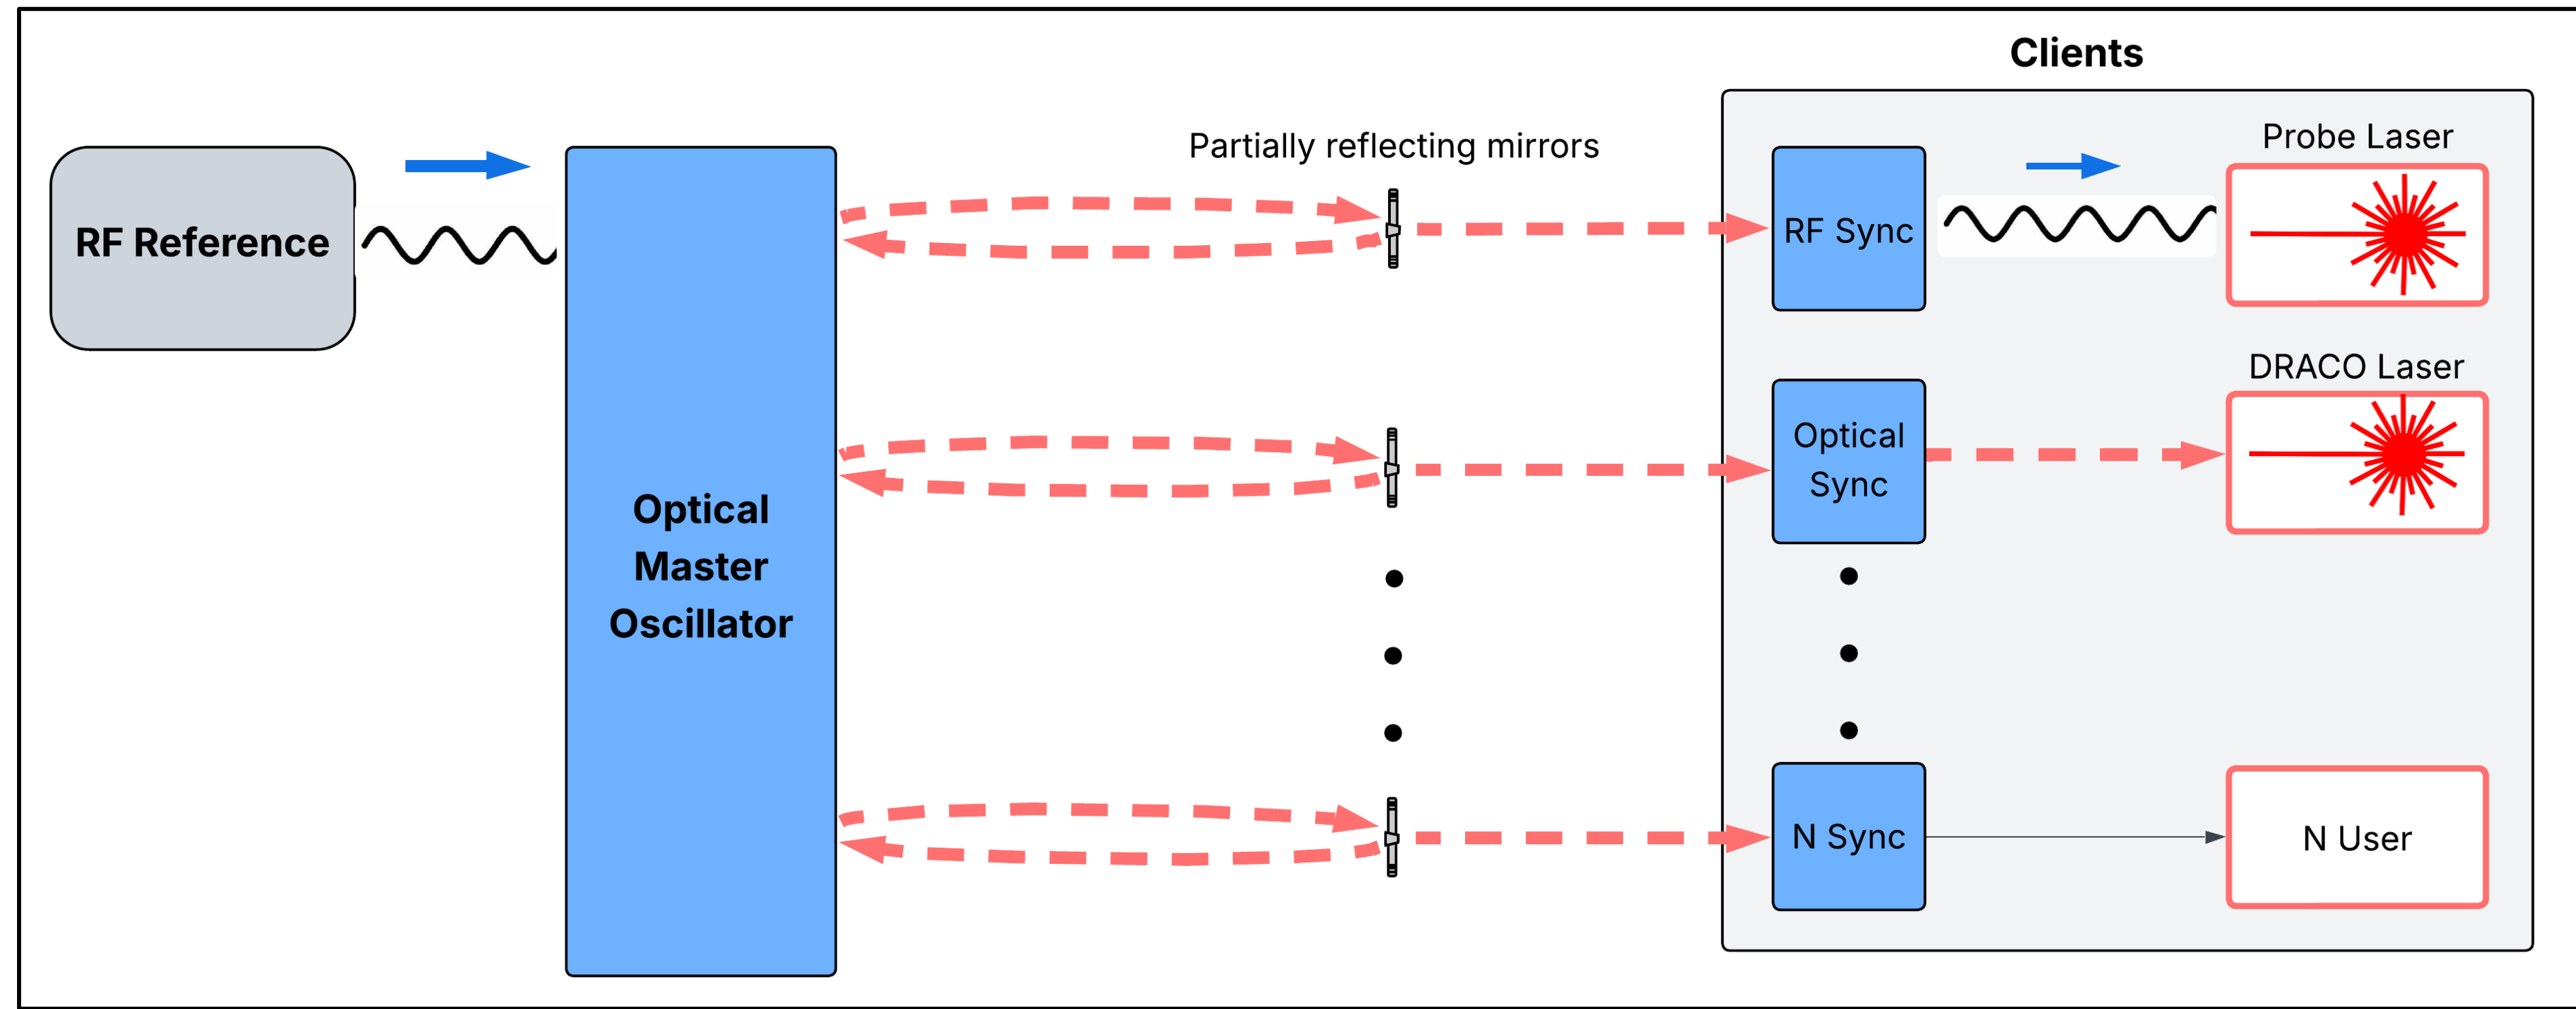 Clients
Partially reflecting mirrors
Probe Laser
RF Reference
RF Sync
DRACO Laser
Optical
Sync
Optical
Master
Oscillator
N Sync
N User